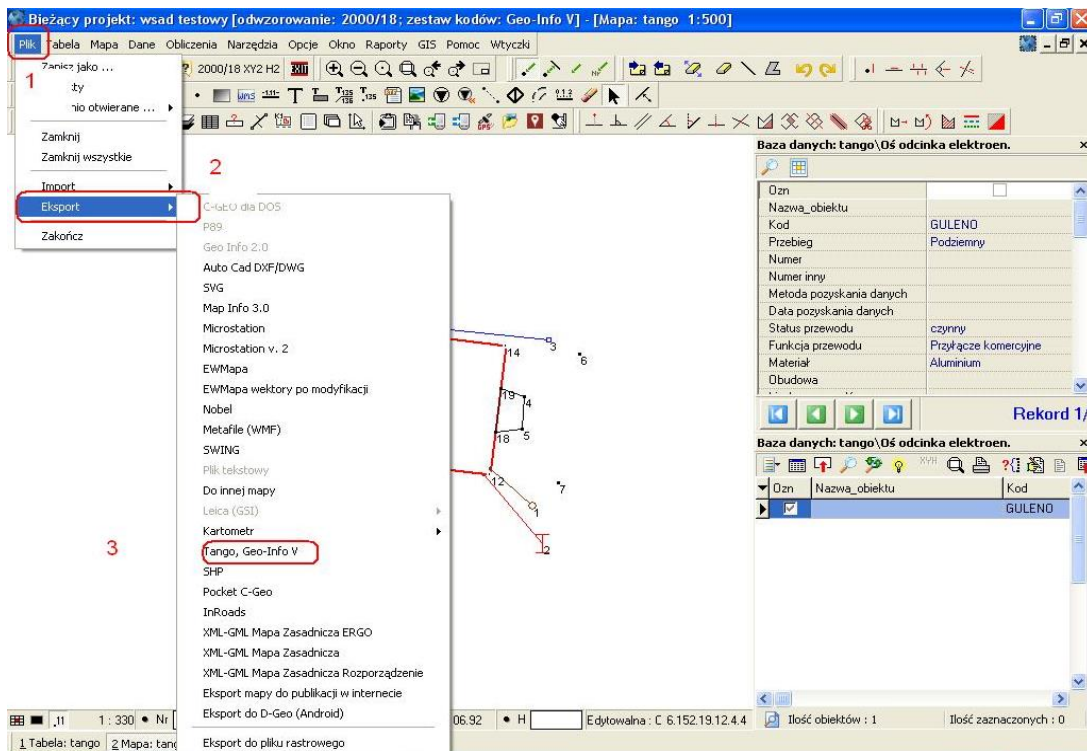 Bieżący projekt: wsad testowy [odwzorowanie: 2000/18; zestaw kodów: Geo-Info V] - [Mapa: tango 1:500]
Plik Tabela Mapa Dane Obliczenia Narzędzia Opcje Okno Raporty GIS Pomoc Wtyczki
Zapisz jako ...
1
2000/18 XY2 H2
Zamknij
Zamknij wszystkie
Import
Eksport
Zakończ
2
C-GEO dla DOS
P89
Geo Info 2.0
Auto Cad DXF/DWG
SVG
Map Info 3.0
Microstation
Microstation v. 2
EWMapa
EWMapa wektory po modyfikacji
Nobel
Metafile (WMF)
SWING
Plik tekstowy
Do innej mapy
Leica (GSI)
Kartometr
3
Tango, Geo-Info V
SHP
Pocket C-Geo
InRoads
XML-GML Mapa Zasadnicza ERGO
XML-GML Mapa Zasadnicza
XML-GML Mapa Zasadnicza Rozporządzenie
Eksport mapy do publikacji w internecie
Eksport do D-Geo (Android)
Eksport do pliku rastrowego
14
3
6
19
4
18
5
12
7
1
2
Baza danych: tango\Oś odcinka elektroen.
Ozn
Nazwa_obiektu
Kod GULENO
Przebieg Podziemny
Numer
Numer inny
Metoda pozyskania danych
Data pozyskania danych
Status przewodu czynny
Funkcja przewodu Przyłącze komercyjne
Materiał Aluminium
Obudowa
Rekord 1/
Baza danych: tango\Oś odcinka elektroen.
Ozn Nazwa_obiektu Kod
GULENO
1 : 330 Nr
06.92 H
Edytowalna : C 6.152.19.12.4.4
Ilość obiektów : 1
Ilość zaznaczonych : 0
1 Tabela: tango
2 Mapa: tang